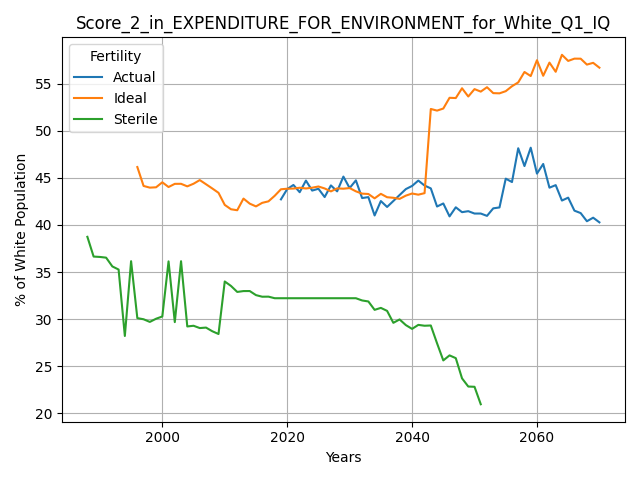 Score_2_in_EXPENDITURE_FOR_ENVIRONMENT_for_White_Q1_IQ
Fertility
Actual
Ideal
Sterile
% of White Population
55
50
45
40
35
30
25
20
2000
2020
2040
2060
Years